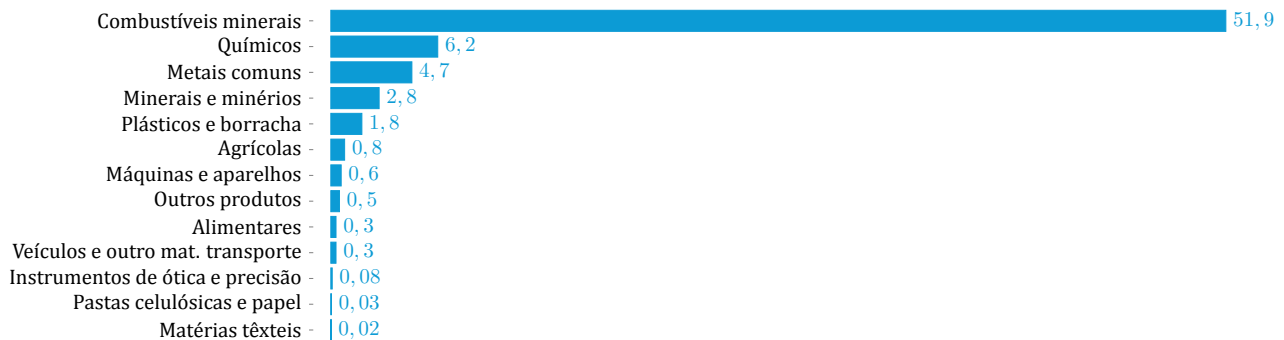 Combustíveis minerais - 51, 9
Químicos - 6, 2
Metais comuns - 4, 7
Minerais e minérios - 2, 8
Plásticos e borracha - 1, 8
Agrícolas - 0, 8
Máquinas e aparelhos - 0, 6
Outros produtos - 0, 5
Alimentares - 0, 3
Veículos e outro mat. transporte - 0, 3
Instrumentos de ótica e precisão - 0, 08
Pastas celulósicas e papel - 0, 03
Matérias têxteis - 0, 02